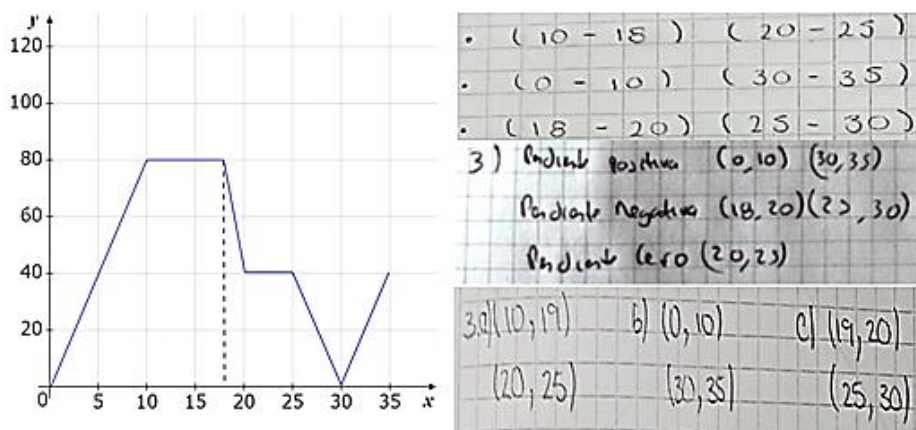 y
120
100
80
60
40
20
0 5 10 15 20 25 30 35 x
• (10 - 18) (20 - 25)
• (0 - 10) (30 - 35)
• (18 - 20) (25 - 30)
3) Pendiente positiva (0,10) (30,35)
Pendiente negativa (18,20)(25,30)
Pendiente Cero (20,25)
3.a) (10,19) b) (0,10) c) (19,20)
(20,25) (30,35) (25,30)